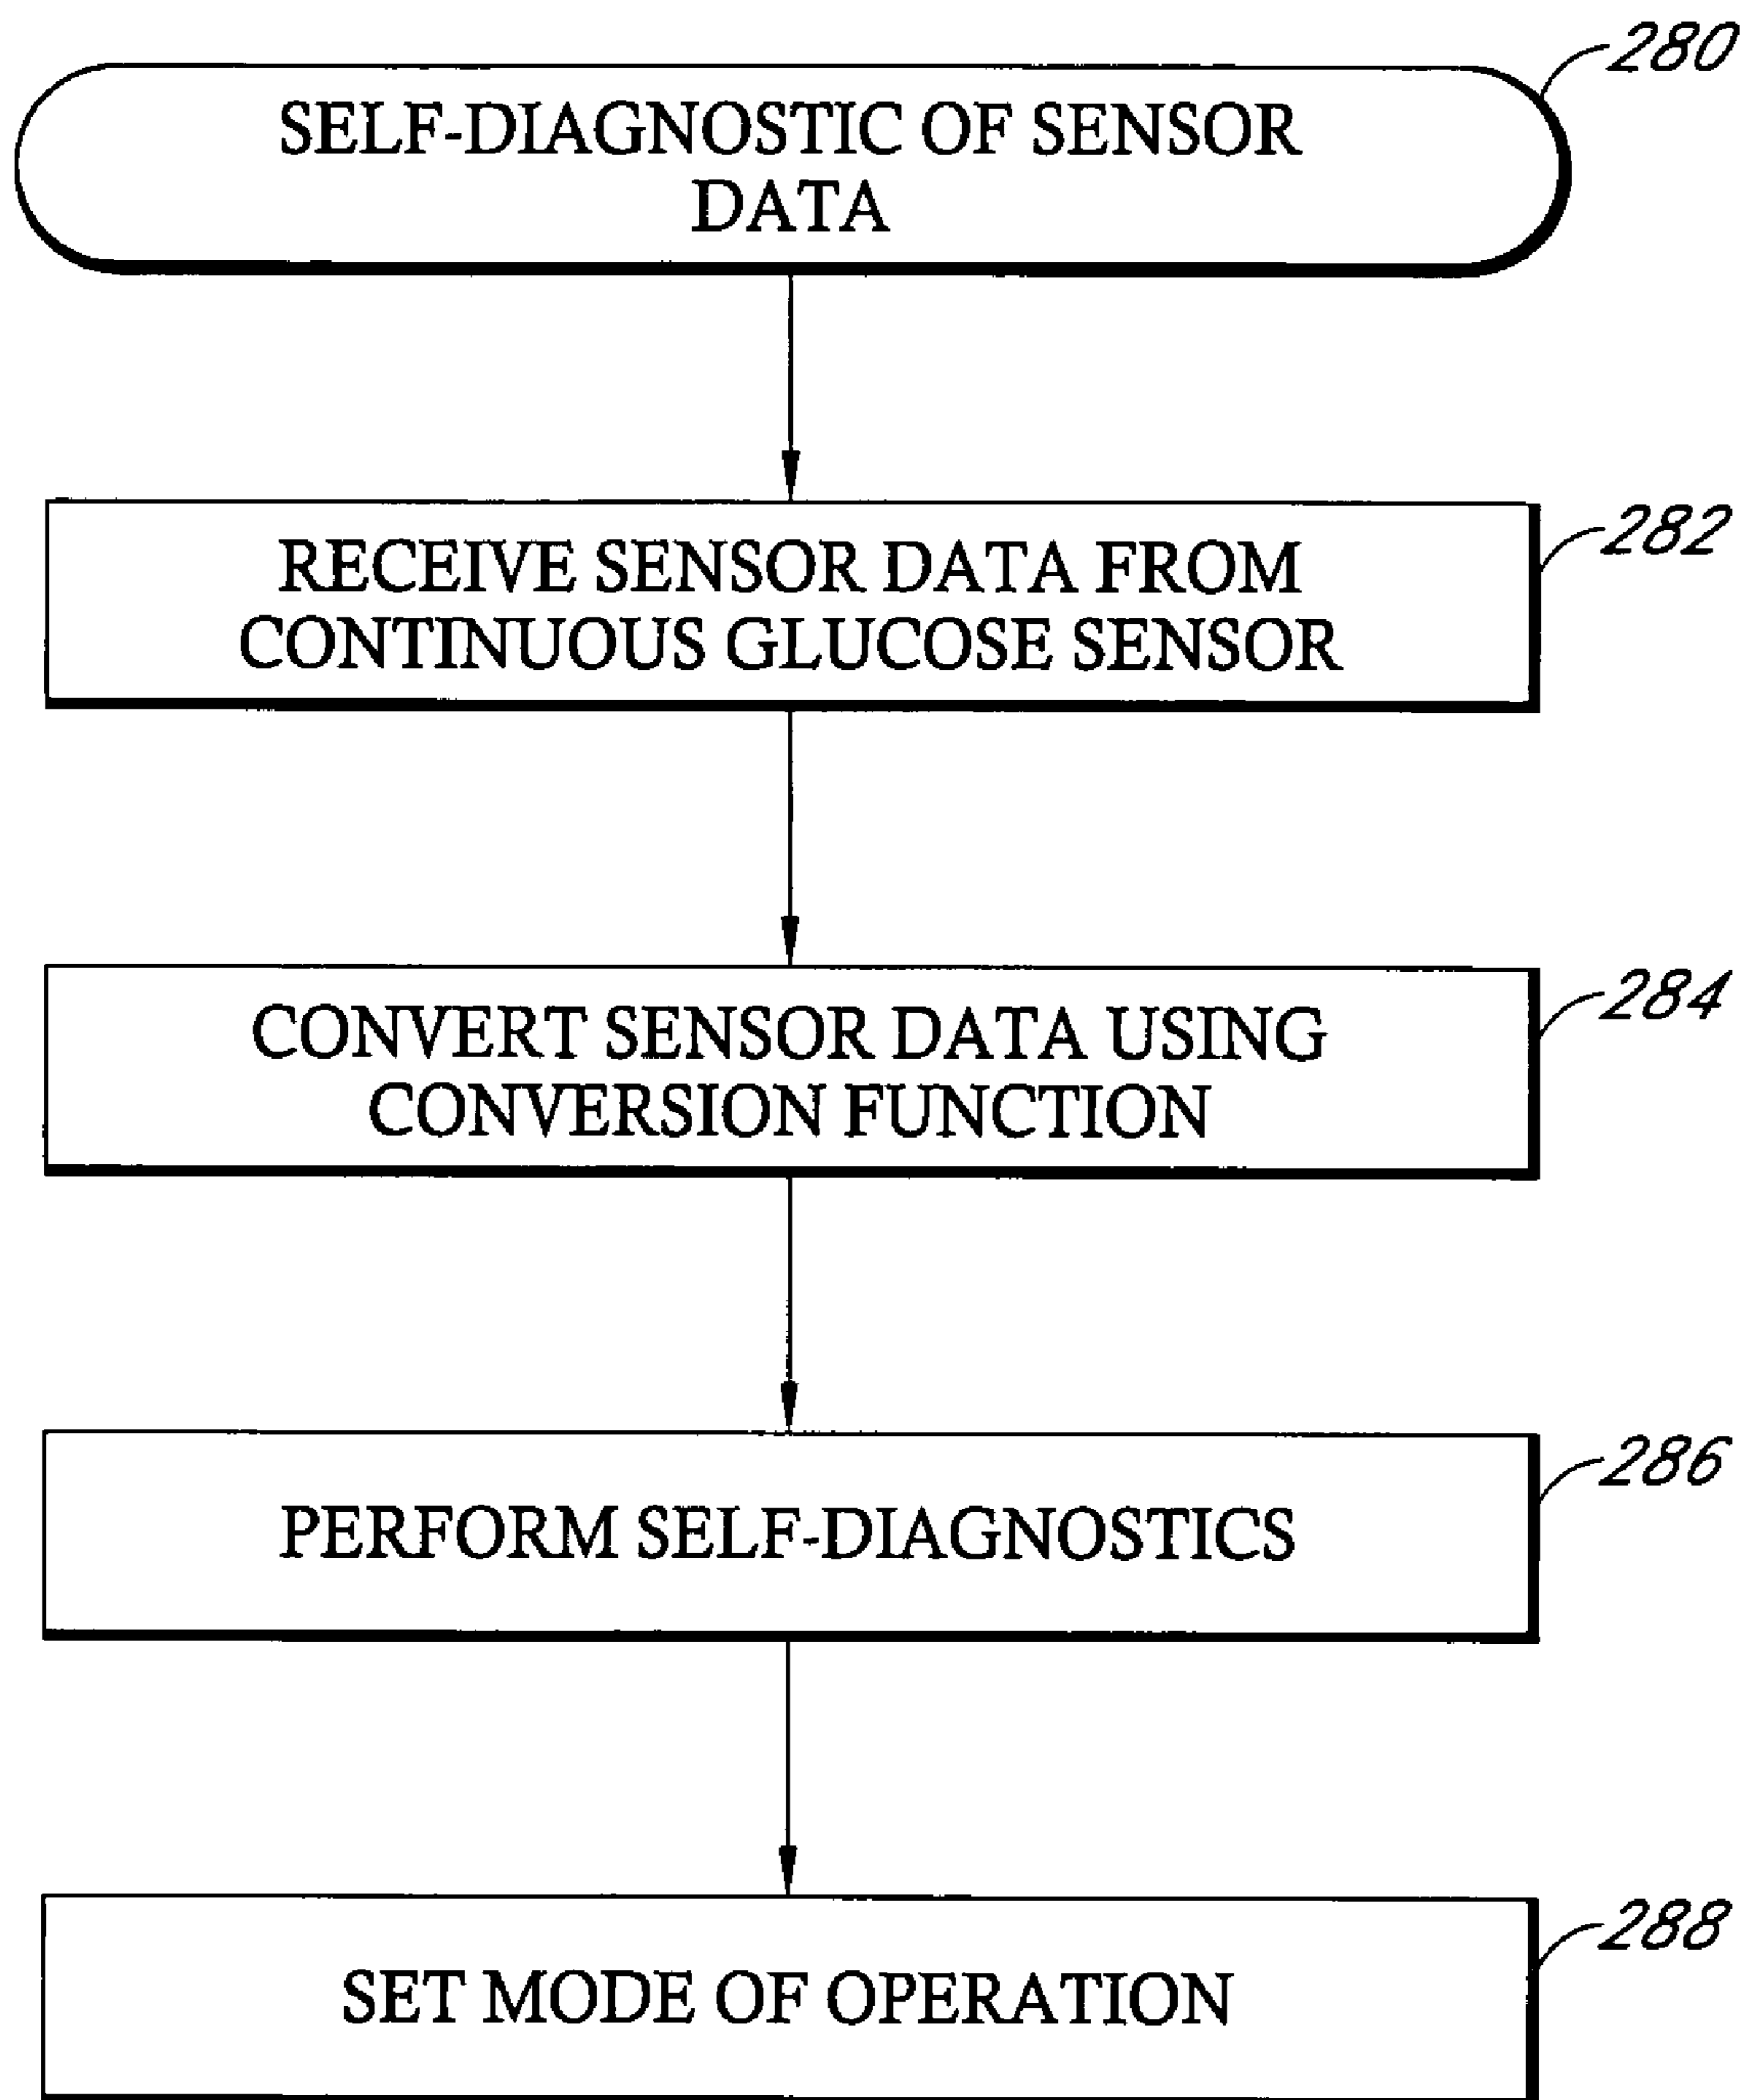 280
SELF-DIAGNOSTIC OF SENSOR
DATA
282
RECEIVE SENSOR DATA FROM
CONTINUOUS GLUCOSE SENSOR
284
CONVERT SENSOR DATA USING
CONVERSION FUNCTION
286
PERFORM SELF-DIAGNOSTICS
288
SET MODE OF OPERATION